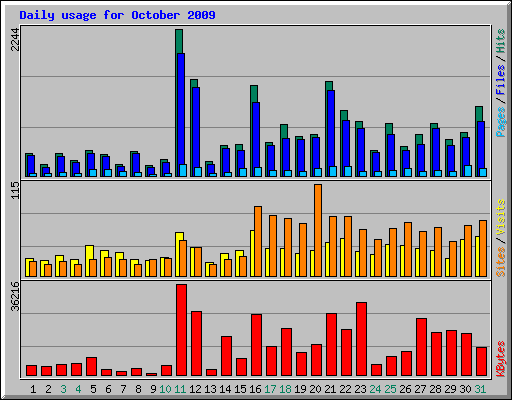 Daily usage for October 2009
2244
Pages / Files / Hits
115
Sites / Visits
36216
KBytes
1 2 3 4 5 6 7 8 9 10 11 12 13 14 15 16 17 18 19 20 21 22 23 24 25 26 27 28 29 30 31